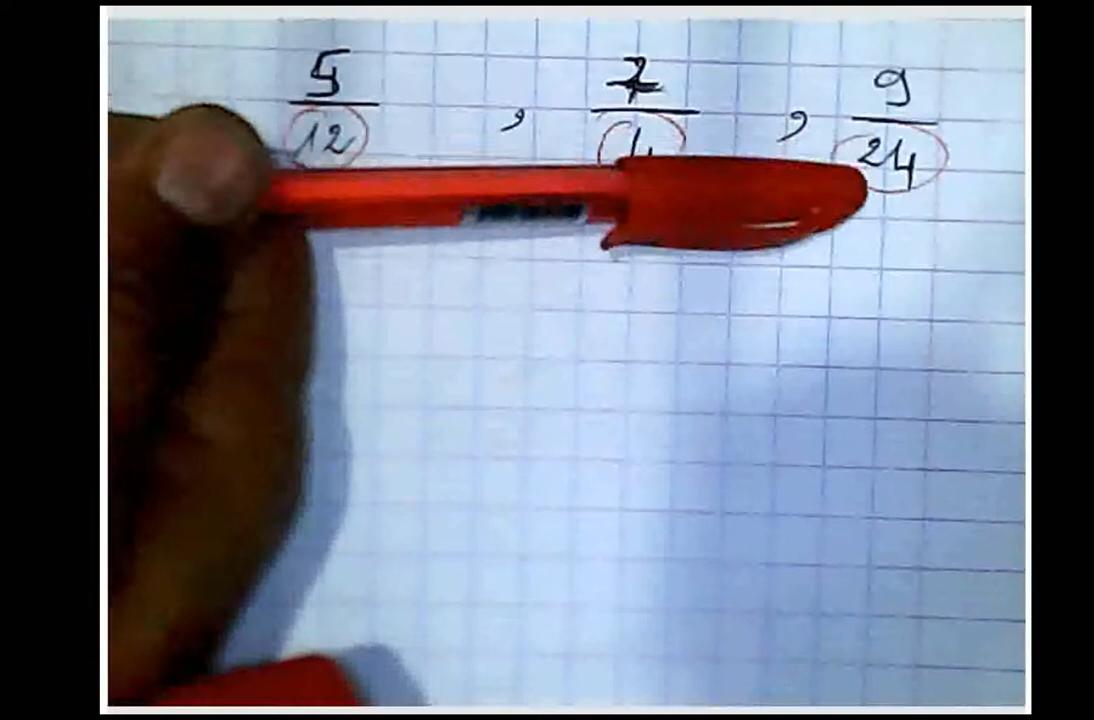 5/12 , 7/ , 9/24